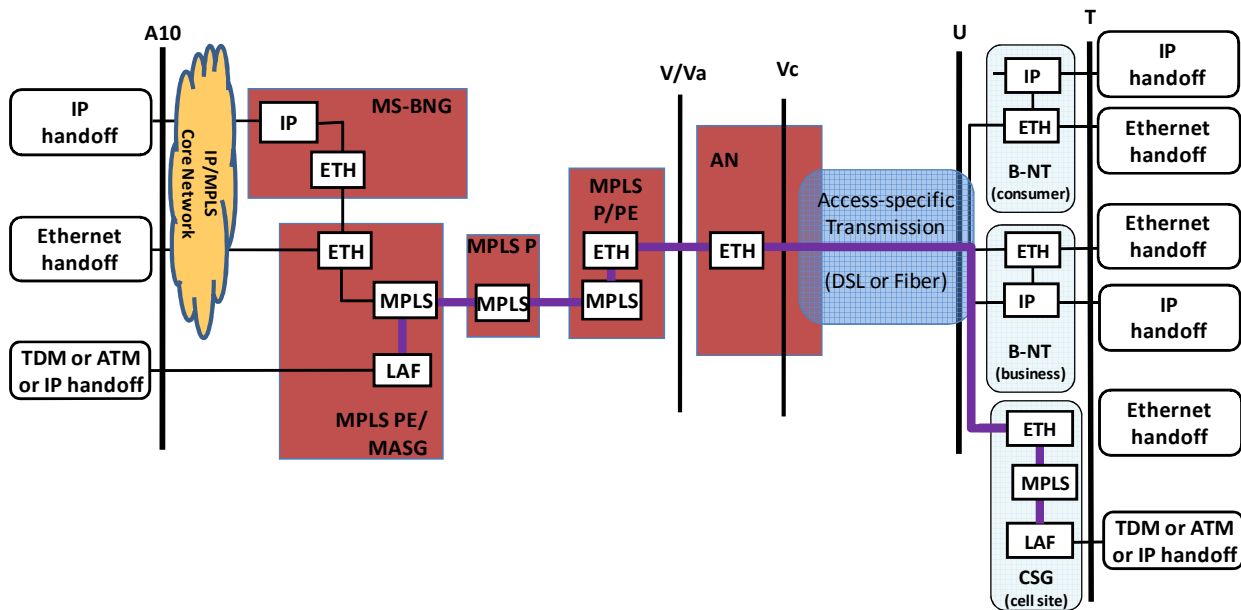 A10
IP
handoff
Ethernet
handoff
TDM or ATM
or IP handoff
IP/MPLS
Core Network
MS-BNG
IP
ETH
ETH
MPLS
LAF
MPLS PE/
MASG
MPLS P
MPLS
MPLS
P/PE
ETH
MPLS
V/Va
Vc
AN
ETH
Access-specific
Transmission
(DSL or Fiber)
U
T
IP
ETH
B-NT
(consumer)
ETH
IP
B-NT
(business)
ETH
MPLS
LAF
CSG
(cell site)
IP
handoff
Ethernet
handoff
Ethernet
handoff
IP
handoff
Ethernet
handoff
TDM or ATM
or IP handoff